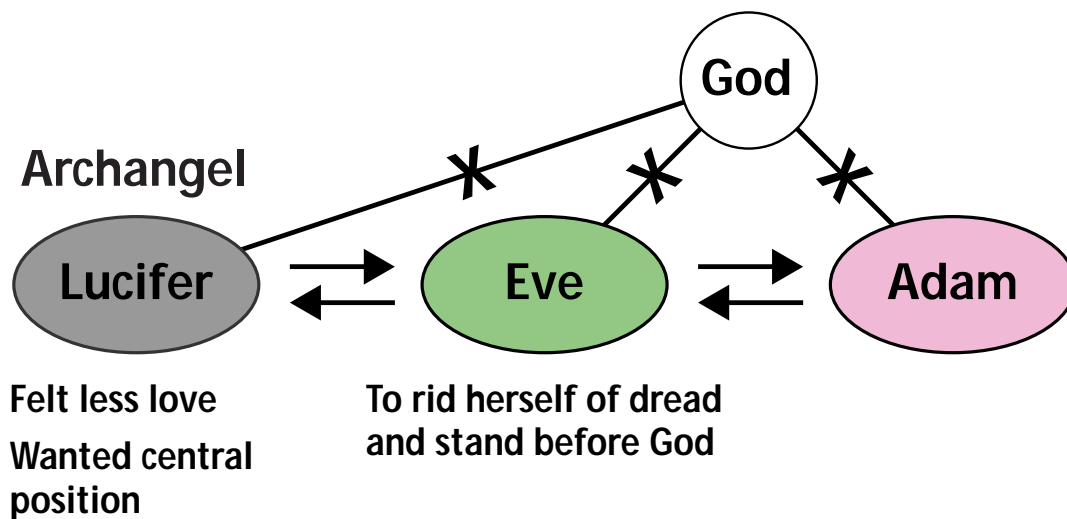 God
Archangel
Lucifer
Eve
Adam
Felt less love
Wanted central
position
To rid herself of dread
and stand before God